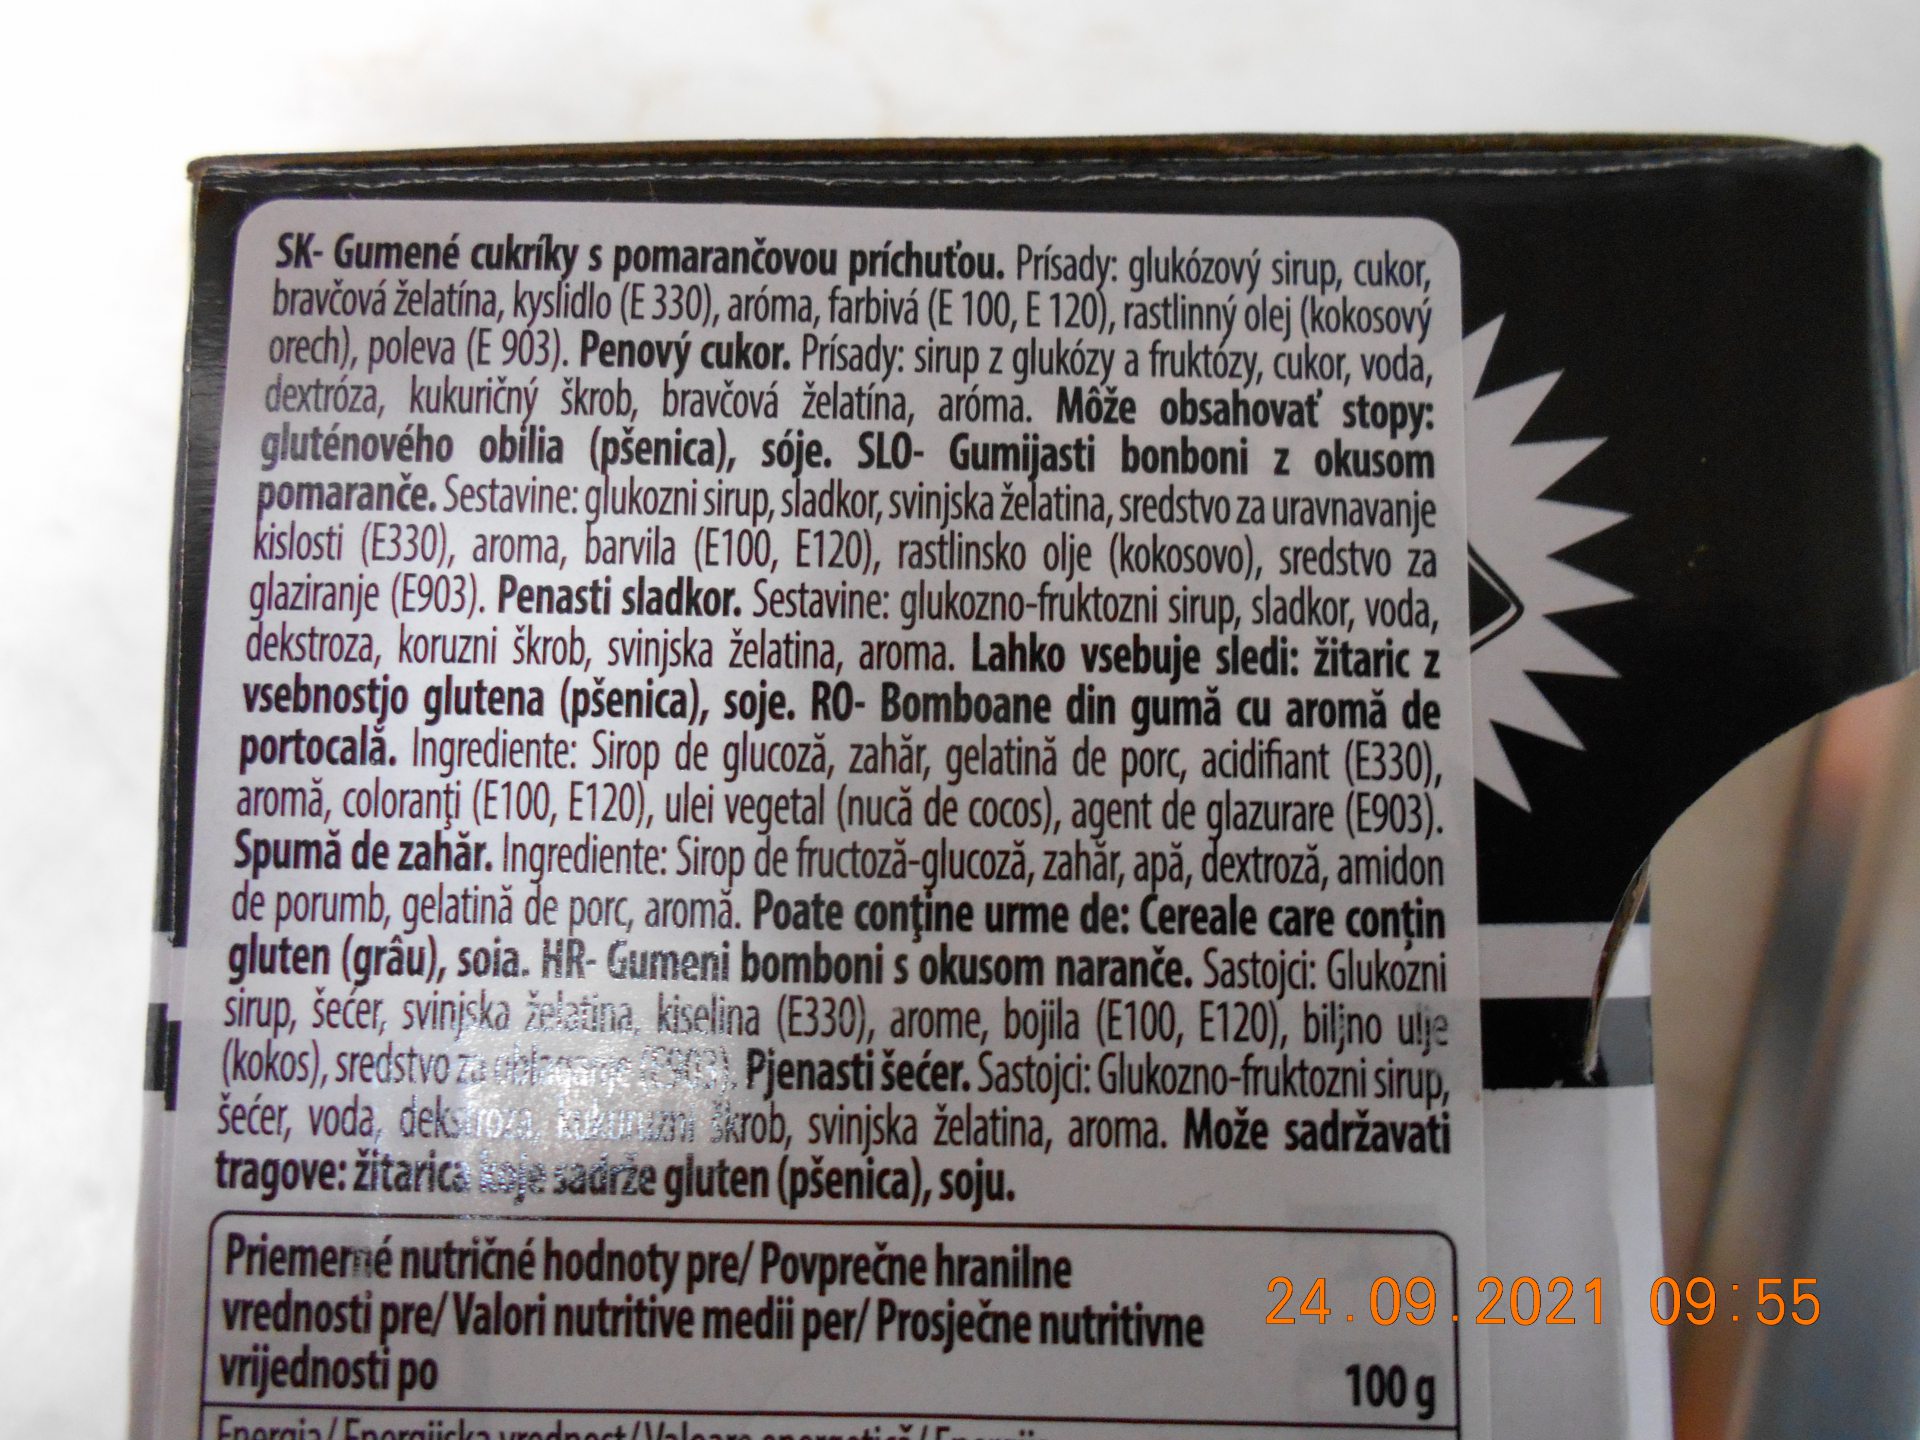 SK- Gumené cukríky s pomarančovou príchuťou. Prísady: glukózový sirup, cukor,
bravčová želatína, kyslidlo (E 330), aróma, farbivá (E 100, E 120), rastlinný olej (kokosový
orech), poleva (E 903). Penový cukor. Prísady: sirup z glukózy a fruktózy, cukor, voda,
dextróza, kukuričný škrob, bravčová želatína, aróma. Môže obsahovať stopy:
gluténového obilia (pšenica), sóje. SLO- Gumijasti bonboni z okusom
pomaranče. Sestavine: glukozni sirup, sladkor, svinjska želatina, sredstvo za uravnavanje
kislosti (E330), aroma, barvila (E100, E120), rastlinsko olje (kokosovo), sredstvo za
glaziranje (E903). Penasti sladkor. Sestavine: glukozno-fruktozni sirup, sladkor, voda,
dekstroza, koruzni škrob, svinjska želatina, aroma. Lahko vsebuje sledi: žitaric z
vsebnostjo glutena (pšenica), soje. RO- Bomboane din gumă cu aromă de
portocală. Ingrediente: Sirop de glucoză, zahăr, gelatină de porc, acidifiant (E330),
aromă, coloranți (E100, E120), ulei vegetal (nucă de cocos), agent de glazurare (E903).
Spumă de zahăr. Ingrediente: Sirop de fructoză-glucoză, zahăr, apă, dextroză, amidon
de porumb, gelatină de porc, aromă. Poate conține urme de: Cereale care conțin
gluten (grâu), soia. HR- Gumeni bomboni s okusom naranče. Sastojci: Glukozni
sirup, šećer, svinjska želatina, kiselina (E330), arome, bojila (E100, E120), biljno ulje
(kokos), sredstvo za oblaganje (E903). Pjenasti šećer. Sastojci: Glukozno-fruktozni sirup,
šećer, voda, dekstroza, kukuruzni škrob, svinjska želatina, aroma. Može sadržavati
tragove: žitarica koje sadrže gluten (pšenica), soju.
Priemerné nutričné hodnoty pre/ Povprečne hranilne
vrednosti pre/ Valori nutritive medii per/ Prosječne nutritivne
vrijednosti po 100 g
24.09.2021 09:55